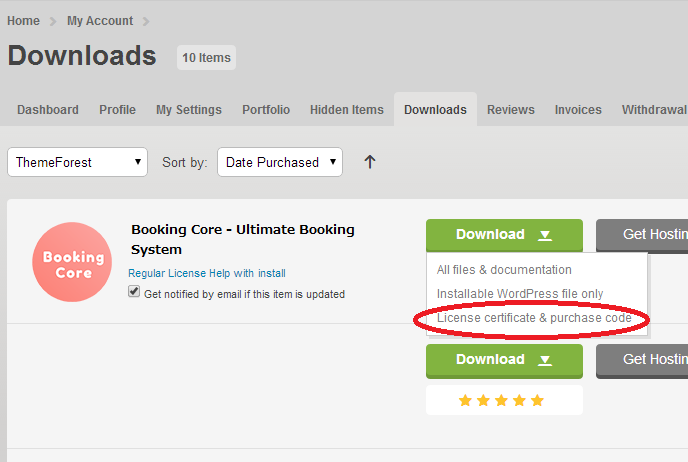 Home
My Account
Downloads
10 Items
Dashboard
Profile
My Settings
Portfolio
Hidden Items
Downloads
Reviews
Invoices
Withdrawal
ThemeForest
Sort by:
Date Purchased
Booking
Core
Booking Core - Ultimate Booking
System
Regular License Help with install
Get notified by email if this item is updated
Download
Get Hostin
All files & documentation
Installable WordPress file only
License certificate & purchase code
Download
Get Hostin